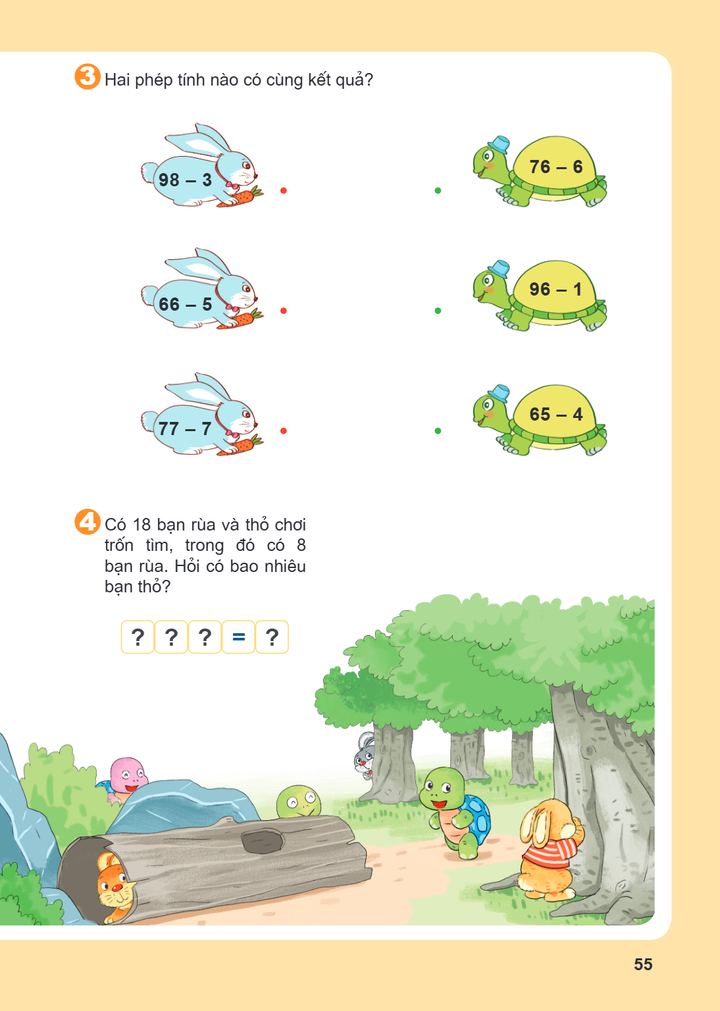 3 Hai phép tính nào có cùng kết quả?
98 – 3
76 – 6
66 – 5
96 – 1
77 – 7
65 – 4
4 Có 18 bạn rùa và thỏ chơi
trốn tìm, trong đó có 8
bạn rùa. Hỏi có bao nhiêu
bạn thỏ?
? ? ? = ?
55